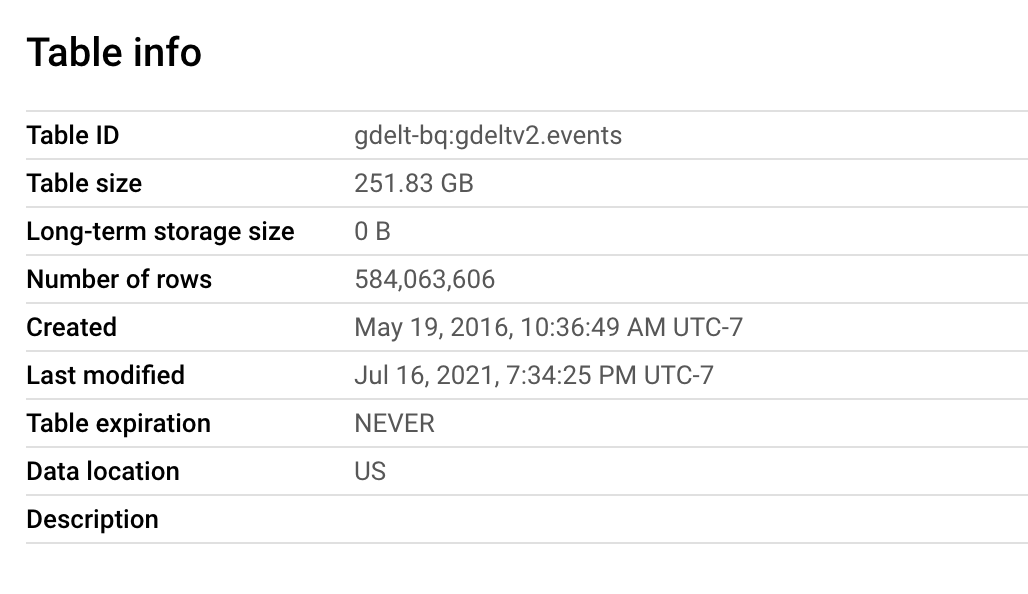 Table info
Table ID gdelt-bq:gdeltv2.events
Table size 251.83 GB
Long-term storage size 0 B
Number of rows 584,063,606
Created May 19, 2016, 10:36:49 AM UTC-7
Last modified Jul 16, 2021, 7:34:25 PM UTC-7
Table expiration NEVER
Data location US
Description